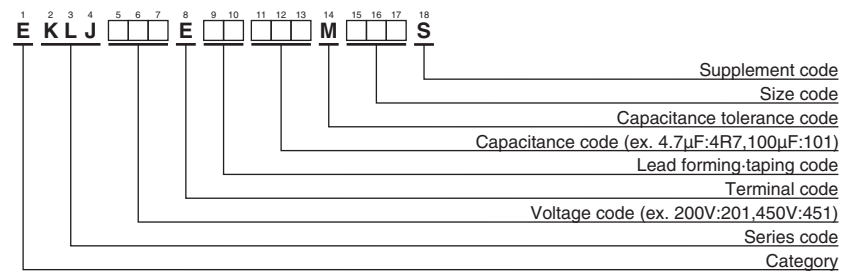 1 2 3 4 5 6 7 8 9 10 11 12 13 14 15 16 17 18
E K L J □□□ E □□ □□□ M □□□ S
Supplement code
Size code
Capacitance tolerance code
Capacitance code (ex. 4.7μF:4R7,100μF:101)
Lead forming·taping code
Terminal code
Voltage code (ex. 200V:201,450V:451)
Series code
Category